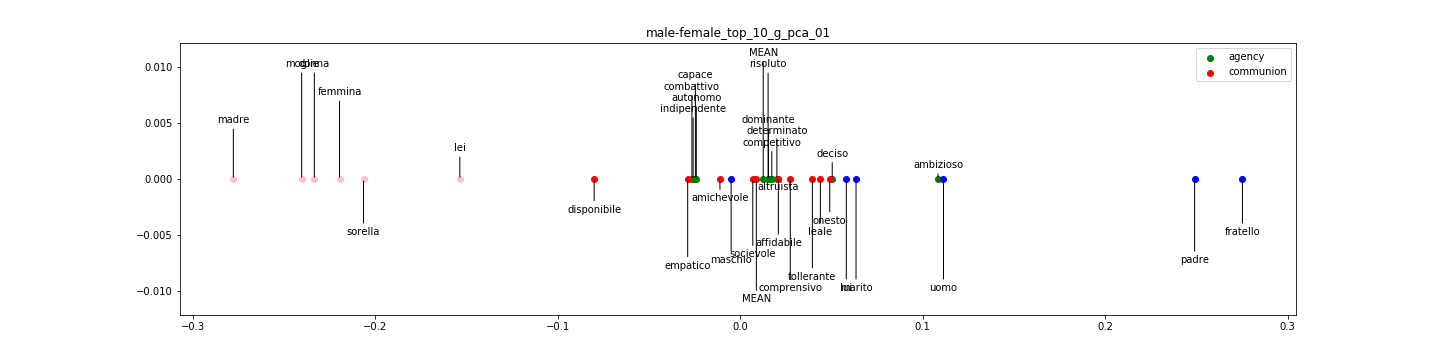 male-female_top_10_g_pca_01
agency
communion
0.010
0.005
0.000
−0.005
−0.010
MEAN
risoluto
moglie
donna
capace
combattivo
femmina
autonomo
indipendente
madre
dominante
determinato
competitivo
lei
deciso
ambizioso
altruista
amichevole
disponibile
onesto
sorella
leale
fratello
affidabile
socievole
maschio
padre
empatico
tollerante
comprensivo
lui
marito
uomo
MEAN
−0.3
−0.2
−0.1
0.0
0.1
0.2
0.3